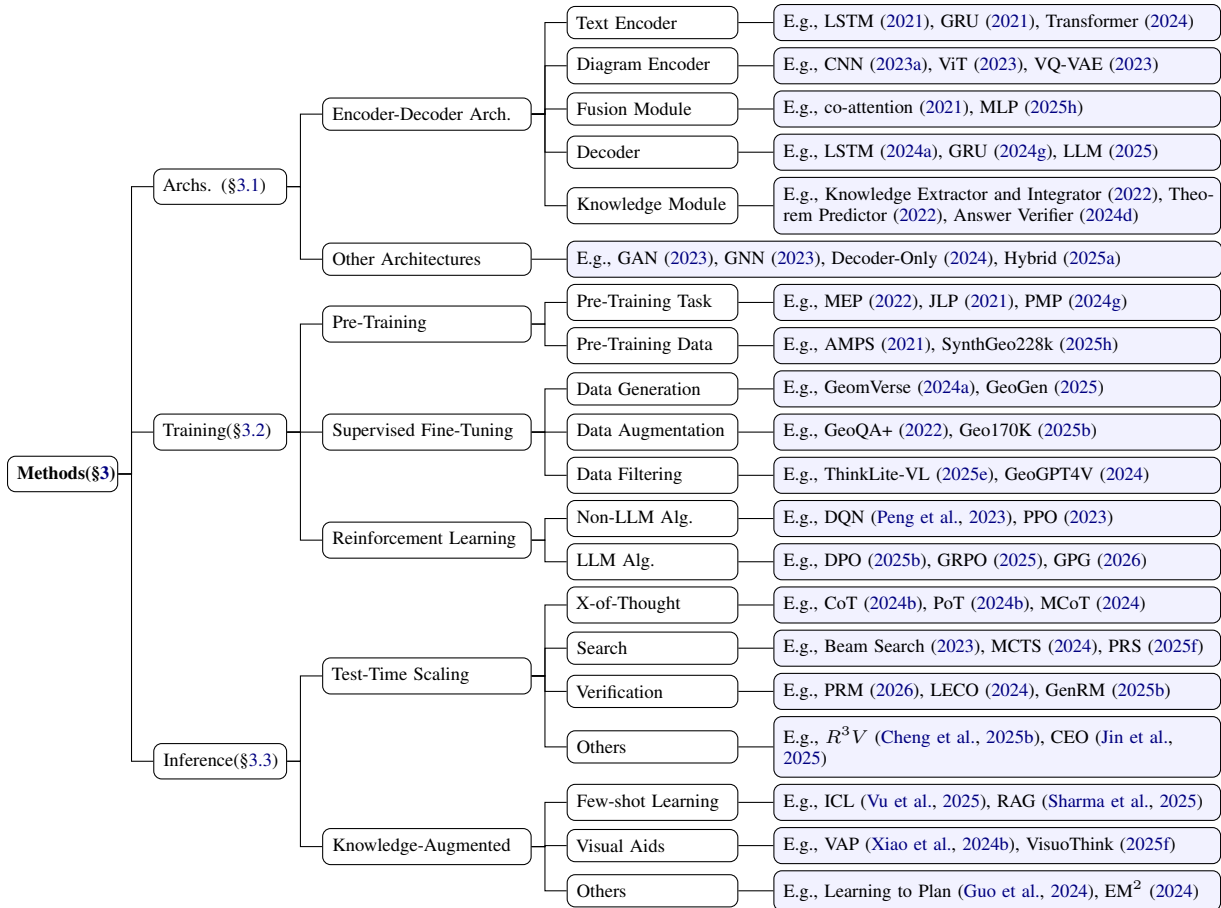 Text Encoder
E.g., LSTM (2021), GRU (2021), Transformer (2024)
Diagram Encoder
E.g., CNN (2023a), ViT (2023), VQ-VAE (2023)
Encoder-Decoder Arch.
Fusion Module
E.g., co-attention (2021), MLP (2025h)
Decoder
E.g., LSTM (2024a), GRU (2024g), LLM (2025)
Archs. (§3.1)
Knowledge Module
E.g., Knowledge Extractor and Integrator (2022), Theo-
rem Predictor (2022), Answer Verifier (2024d)
Other Architectures
E.g., GAN (2023), GNN (2023), Decoder-Only (2024), Hybrid (2025a)
Pre-Training
Pre-Training Task
E.g., MEP (2022), JLP (2021), PMP (2024g)
Pre-Training Data
E.g., AMPS (2021), SynthGeo228k (2025h)
Data Generation
E.g., GeomVerse (2024a), GeoGen (2025)
Training(§3.2)
Supervised Fine-Tuning
Data Augmentation
E.g., GeoQA+ (2022), Geo170K (2025b)
Methods(§3)
Data Filtering
E.g., ThinkLite-VL (2025e), GeoGPT4V (2024)
Reinforcement Learning
Non-LLM Alg.
E.g., DQN (Peng et al., 2023), PPO (2023)
LLM Alg.
E.g., DPO (2025b), GRPO (2025), GPG (2026)
X-of-Thought
E.g., CoT (2024b), PoT (2024b), MCoT (2024)
Search
E.g., Beam Search (2023), MCTS (2024), PRS (2025f)
Test-Time Scaling
Verification
E.g., PRM (2026), LECO (2024), GenRM (2025b)
Others
E.g., R³V (Cheng et al., 2025b), CEO (Jin et al.,
2025)
Inference(§3.3)
Few-shot Learning
E.g., ICL (Vu et al., 2025), RAG (Sharma et al., 2025)
Knowledge-Augmented
Visual Aids
E.g., VAP (Xiao et al., 2024b), VisuoThink (2025f)
Others
E.g., Learning to Plan (Guo et al., 2024), EM² (2024)